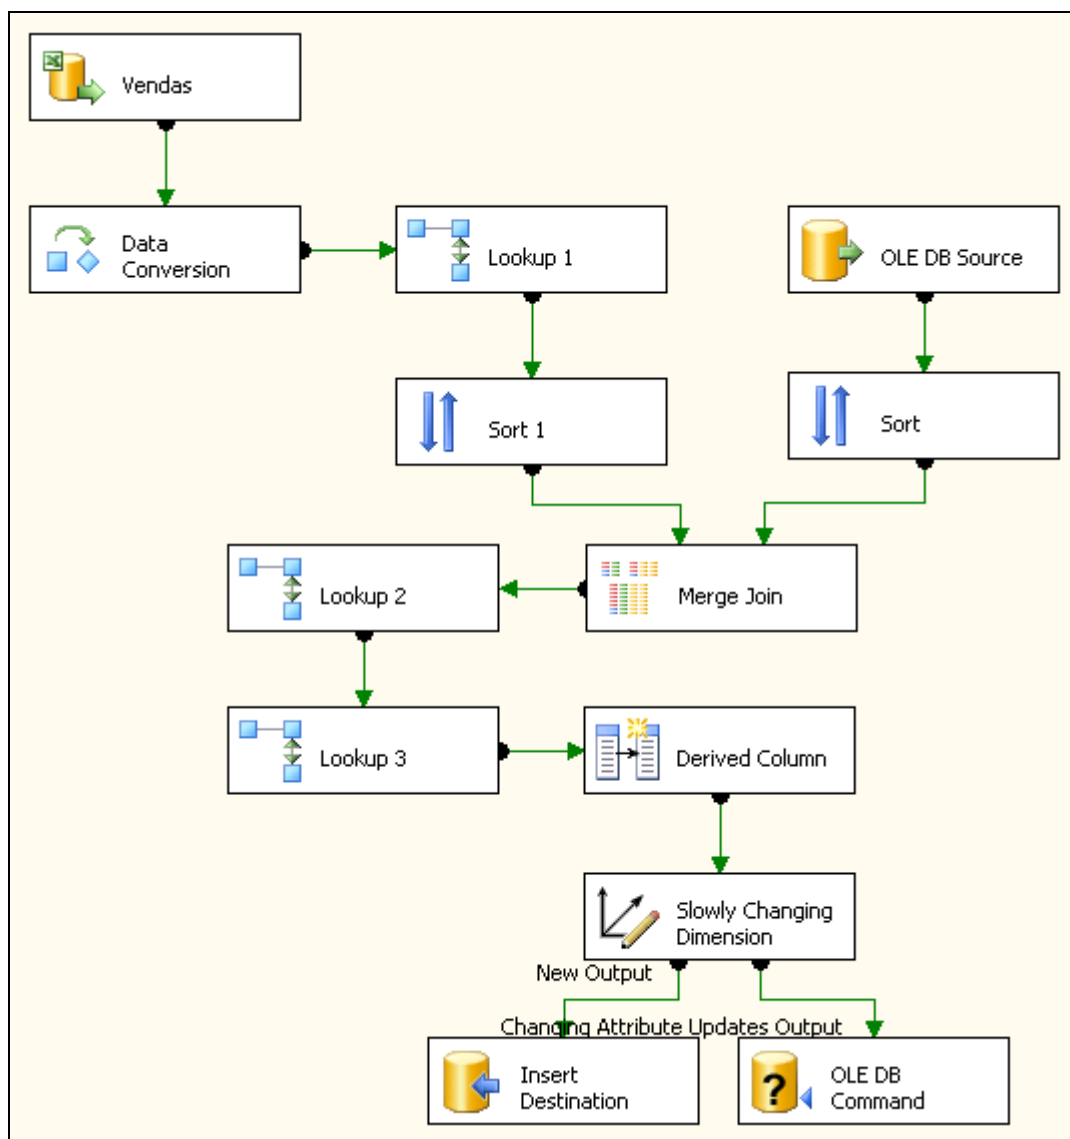 Vendas
Data
Conversion
Lookup 1
OLE DB Source
Sort 1
Sort
Lookup 2
Merge Join
Lookup 3
Derived Column
Slowly Changing
Dimension
New Output
Changing Attribute Updates Output
Insert
Destination
?
OLE DB
Command